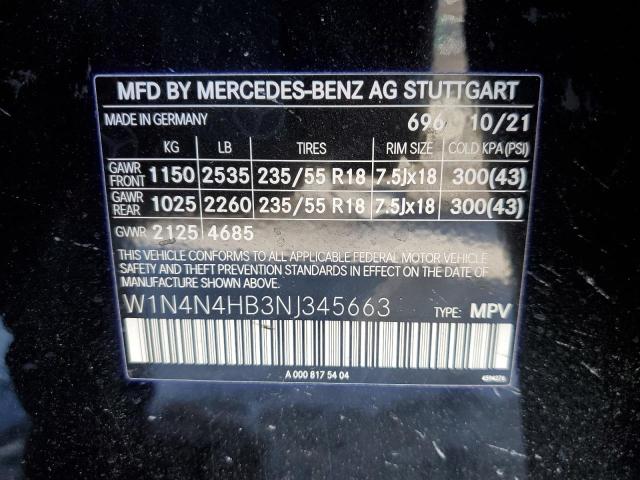 MFD BY MERCEDES-BENZ AG STUTTGART
MADE IN GERMANY 696 10/21
KG LB TIRES RIM SIZE COLD KPA (PSI)
GAWR FRONT 1150 2535 235/55 R18 7.5Jx18 300(43)
GAWR REAR 1025 2260 235/55 R18 7.5Jx18 300(43)
GWR 2125 4685
THIS VEHICLE CONFORMS TO ALL APPLICABLE FEDERAL MOTOR VEHICLE
SAFETY AND THEFT PREVENTION STANDARDS IN EFFECT ON THE DATE
OF MANUFACTURE SHOWN ABOVE.
W1N4N4HB3NJ345663 TYPE: MPV
A 000 817 54 04